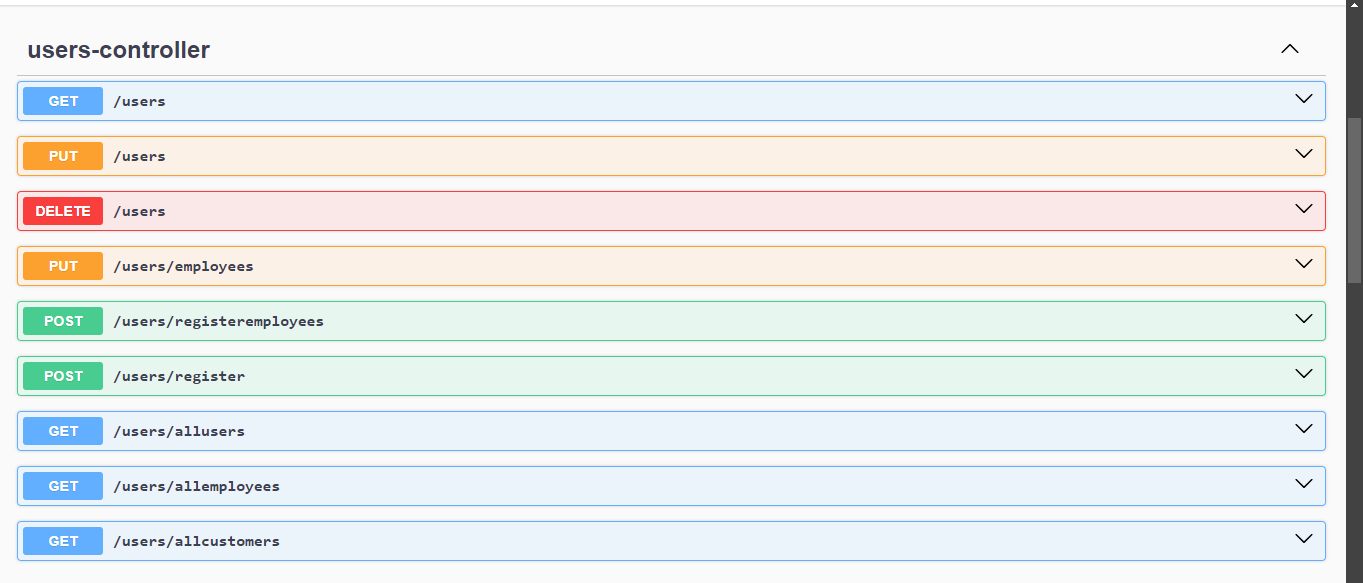 users-controller
GET /users
PUT /users
DELETE /users
PUT /users/employees
POST /users/registeremployees
POST /users/register
GET /users/allusers
GET /users/allemployees
GET /users/allcustomers